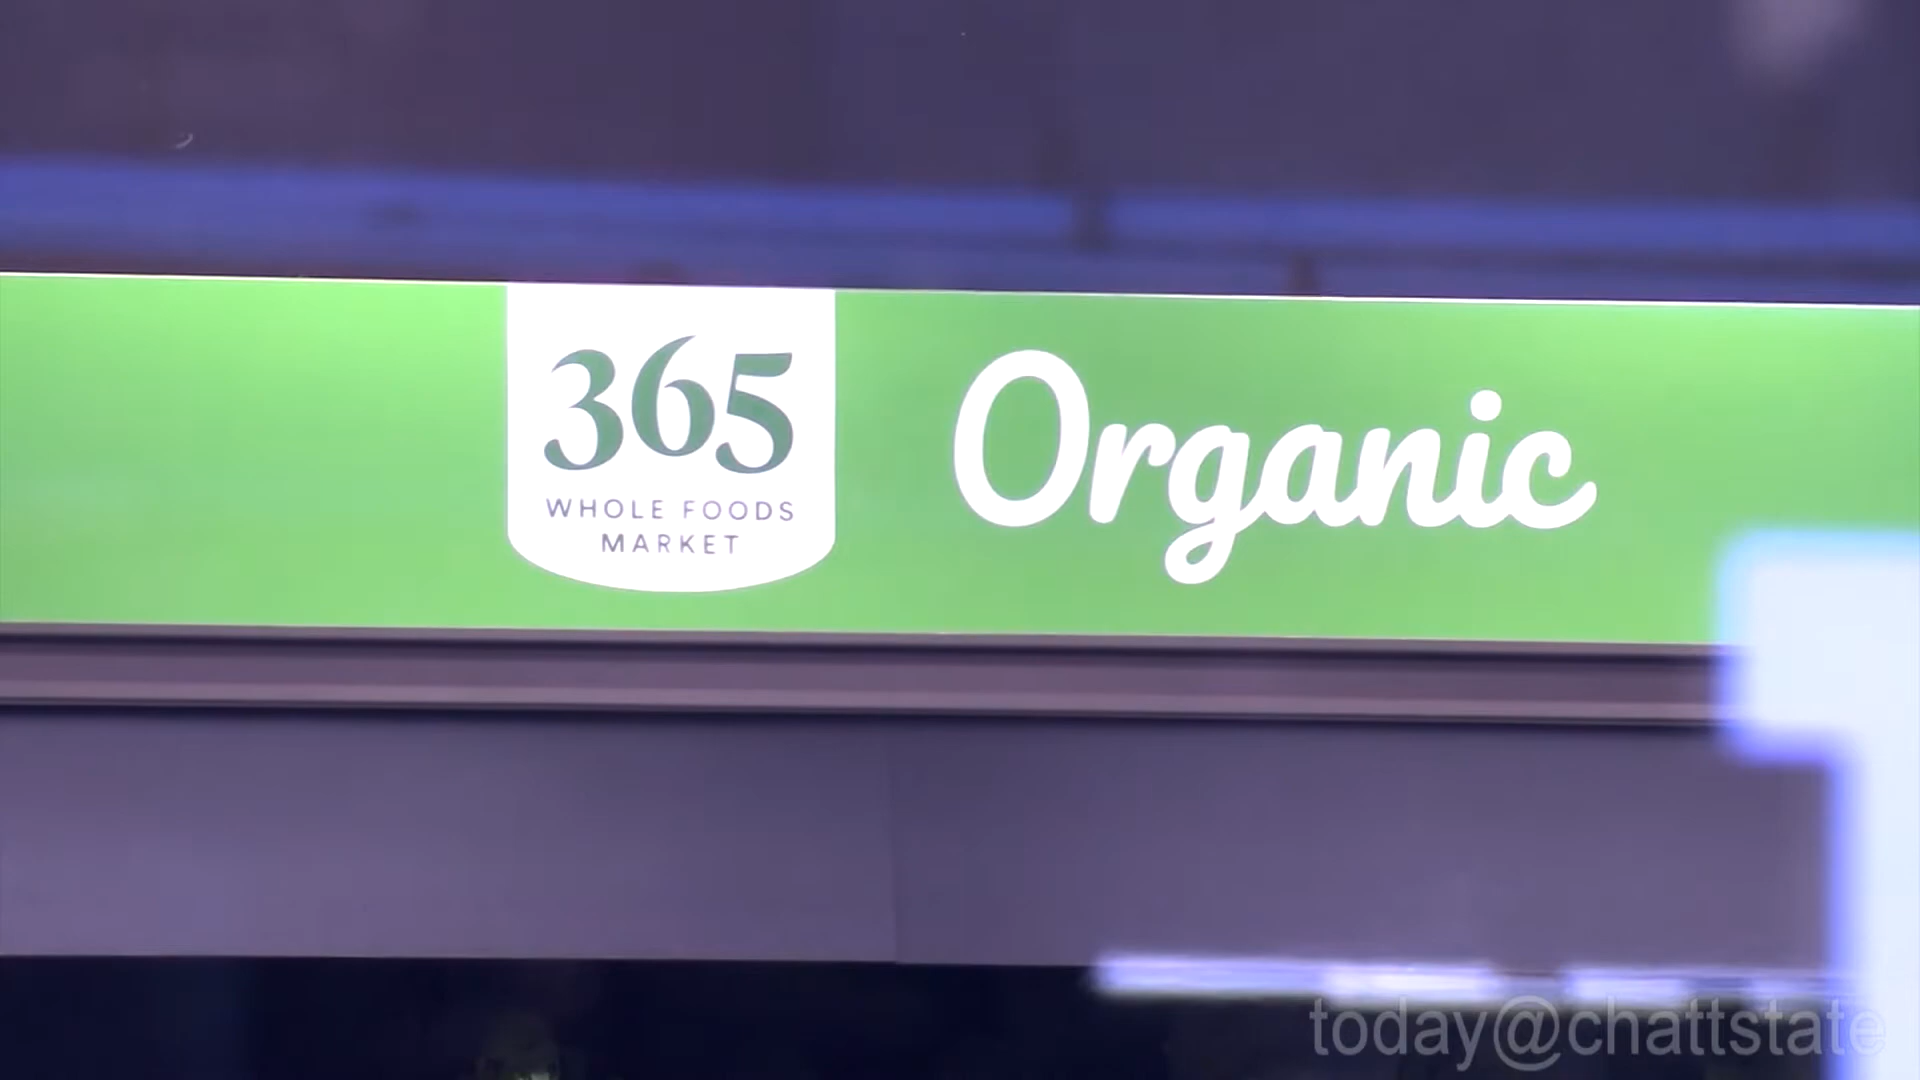 365
WHOLE FOODS
MARKET
Organic
today@chattstate